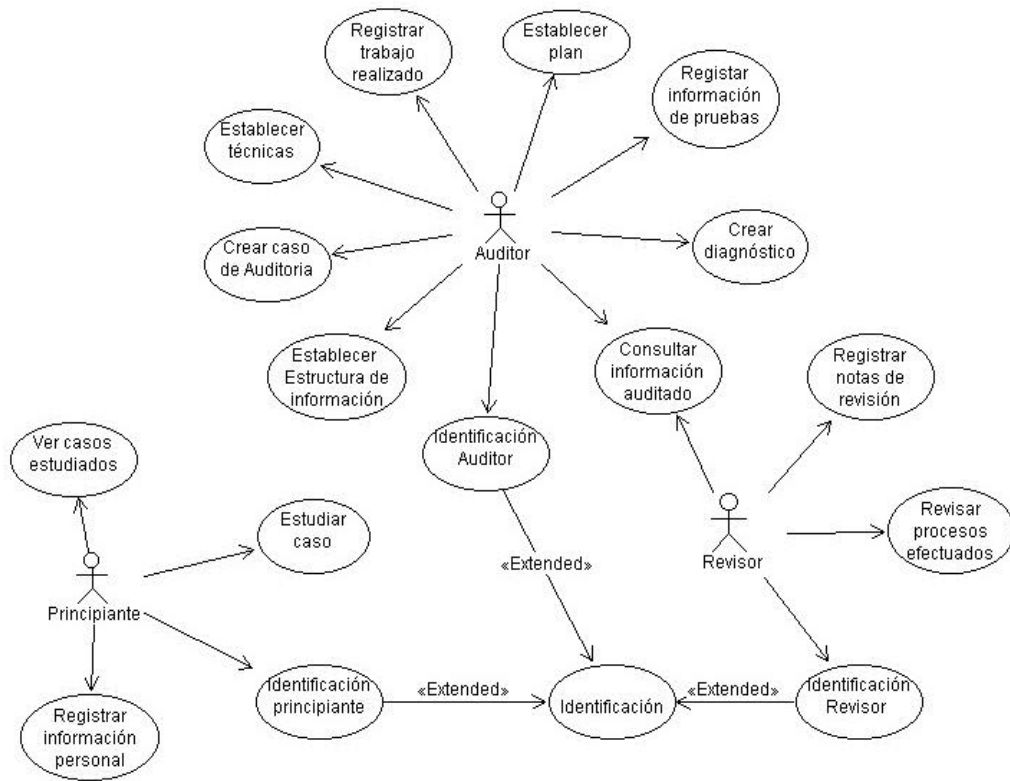 Registrar
trabajo
realizado
Establecer
plan
Registar
información
de pruebas
Establecer
técnicas
Auditor
Crear caso
de Auditoria
Crear
diagnóstico
Establecer
Estructura de
información
Consultar
información
auditado
Registrar
notas de
revisión
Identificación
Auditor
Ver casos
estudiados
Estudiar
caso
Revisar
procesos
efectuados
Revisor
«Extended»
Principiante
Identificación
principiante
«Extended»
Identificación
«Extended»
Identificación
Revisor
Registrar
información
personal